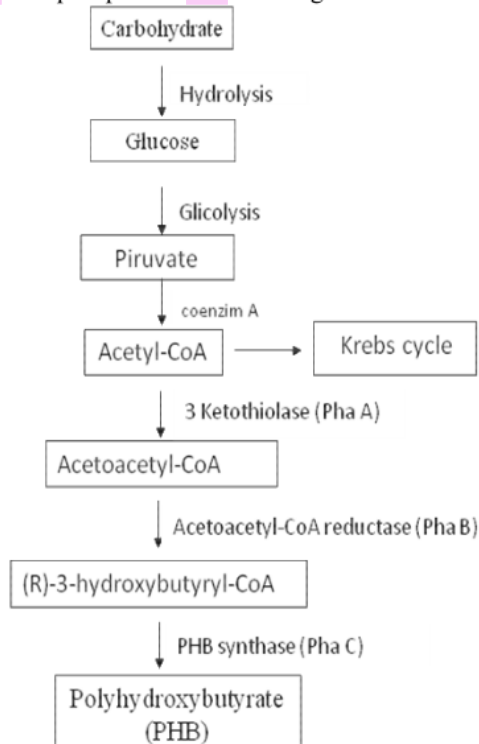 Carbohydrate
Hydrolysis
Glucose
Glicolysis
Piruvate
coenzim A
Acetyl-CoA
Krebs cycle
3 Ketothiolase (Pha A)
Acetoacetyl-CoA
Acetoacetyl-CoA reductase (Pha B)
(R)-3-hydroxybutyryl-CoA
PHB synthase (Pha C)
Polyhydroxybutyrate
(PHB)